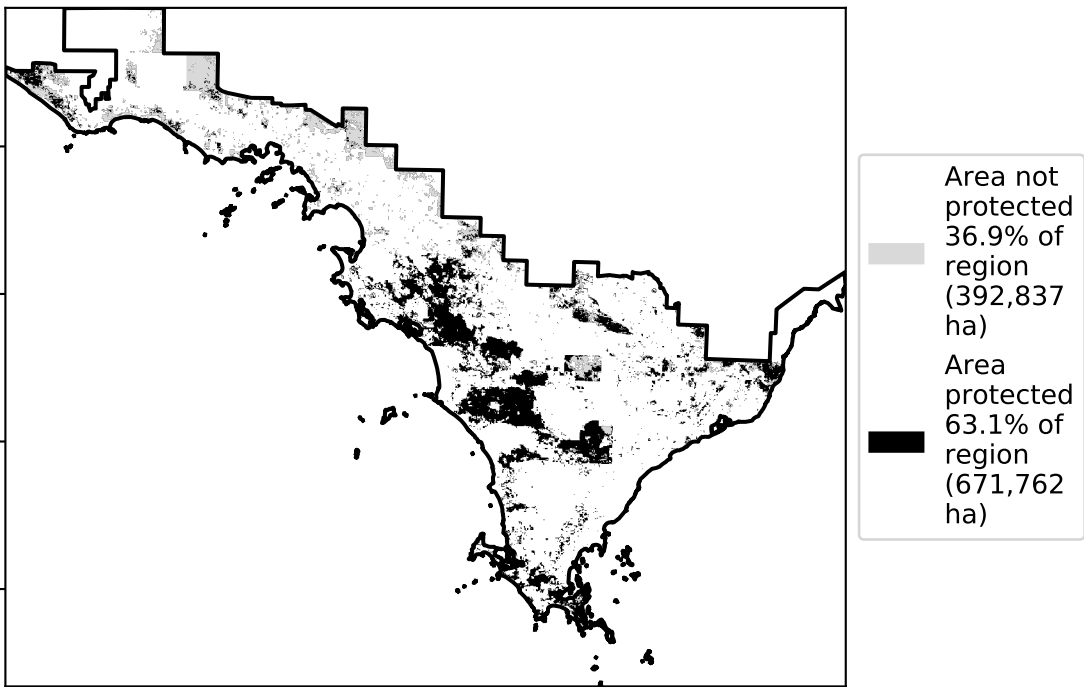 Area not
protected
36.9% of
region
(392,837
ha)
Area
protected
63.1% of
region
(671,762
ha)